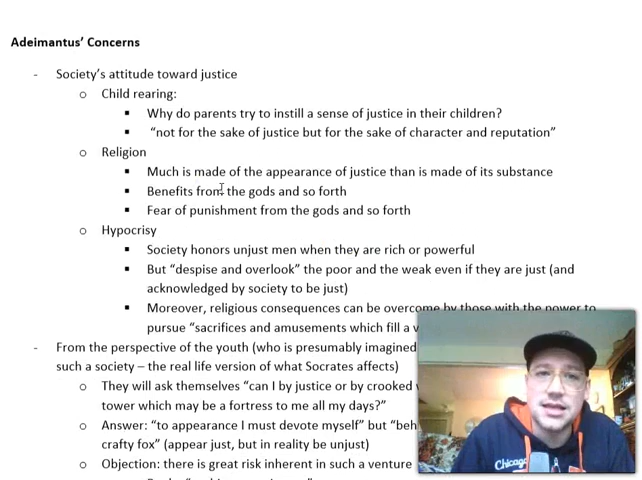 Adeimantus' Concerns
- Society's attitude toward justice
o Child rearing:
▪ Why do parents try to instill a sense of justice in their children?
▪ "not for the sake of justice but for the sake of character and reputation"
o Religion
▪ Much is made of the appearance of justice than is made of its substance
▪ Benefits from the gods and so forth
▪ Fear of punishment from the gods and so forth
o Hypocrisy
▪ Society honors unjust men when they are rich or powerful
▪ But "despise and overlook" the poor and the weak even if they are just (and
acknowledged by society to be just)
▪ Moreover, religious consequences can be overcome by those with the power to
pursue "sacrifices and amusements which fill a v
- From the perspective of the youth (who is presumably imagined
such a society – the real life version of what Socrates affects)
o They will ask themselves "can I by justice or by crooked
tower which may be a fortress to me all my days?"
o Answer: "to appearance I must devote myself" but "beh
crafty fox" (appear just, but in reality be unjust)
o Objection: there is great risk inherent in such a venture
Chicago